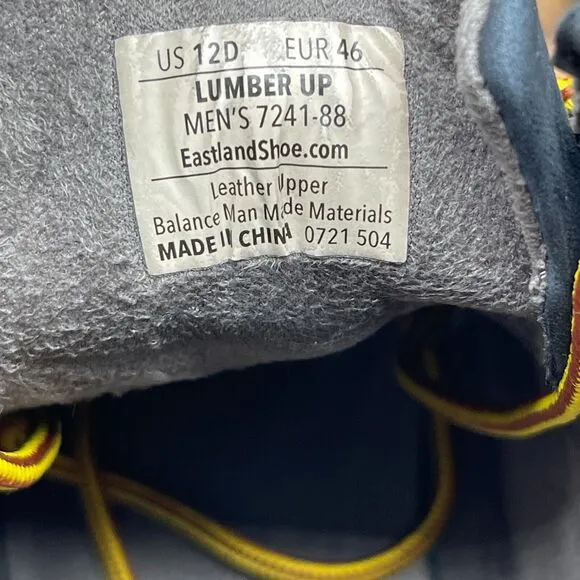 US 12D EUR 46
LUMBER UP
MEN'S 7241-88
EastlandShoe.com
Leather Upper
Balance Man Made Materials
MADE IN CHINA 0721 504